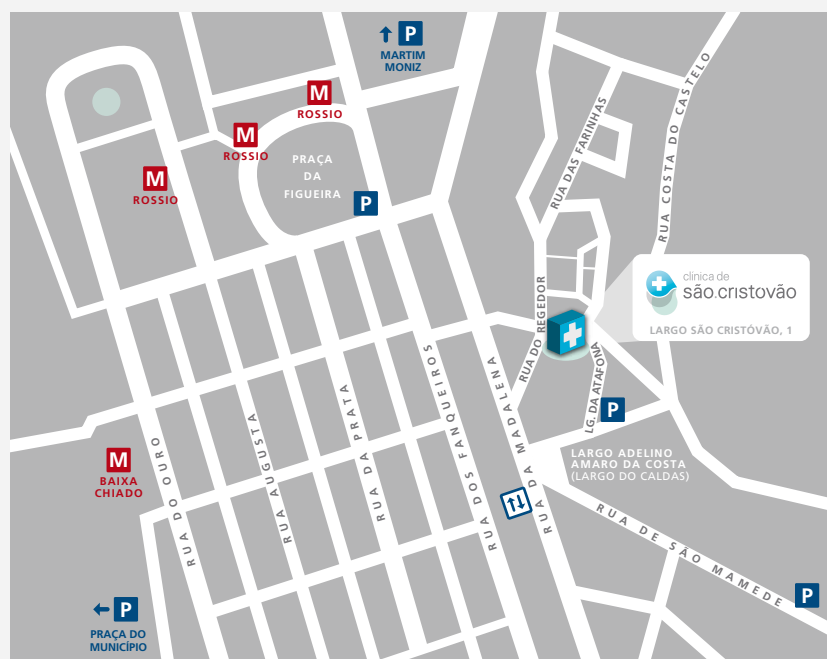 P
MARTIM
MONIZ
M
ROSSIO
M
ROSSIO
M
ROSSIO
PRAÇA
DA
FIGUEIRA
P
RUA DAS FARINHAS
RUA COSTA DO CASTELO
clínica de
são.cristovão
LARGO SÃO CRISTÓVÃO, 1
RUA DO REGEDOR
LG. DA ATAFONA
P
LARGO ADELINO
AMARO DA COSTA
(LARGO DO CALDAS)
M
BAIXA
CHIADO
RUA DO OURO
RUA AUGUSTA
RUA DA PRATA
RUA DOS FANQUEIROS
RUA DA MADALENA
RUA DE SÃO MAMEDE
P
P
PRAÇA DO
MUNICÍPIO